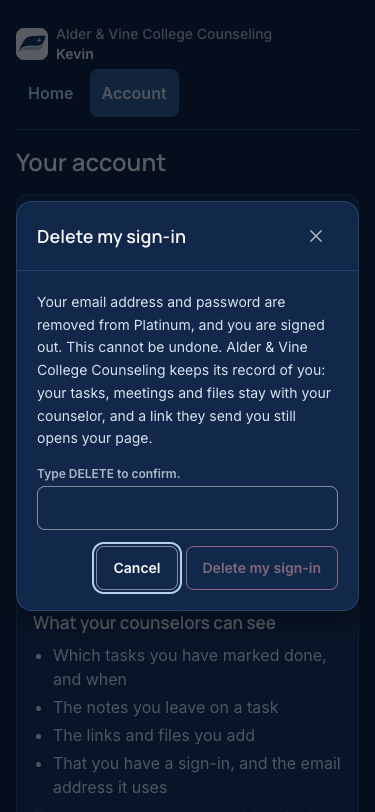 Alder & Vine College Counseling
Kevin
Home
Account
Your account
Delete my sign-in
Your email address and password are
removed from Platinum, and you are signed
out. This cannot be undone. Alder & Vine
College Counseling keeps its record of you:
your tasks, meetings and files stay with your
counselor, and a link they send you still
opens your page.
Type DELETE to confirm.
Cancel
Delete my sign-in
What your counselors can see
• Which tasks you have marked done,
and when
• The notes you leave on a task
• The links and files you add
• That you have a sign-in, and the email
address it uses